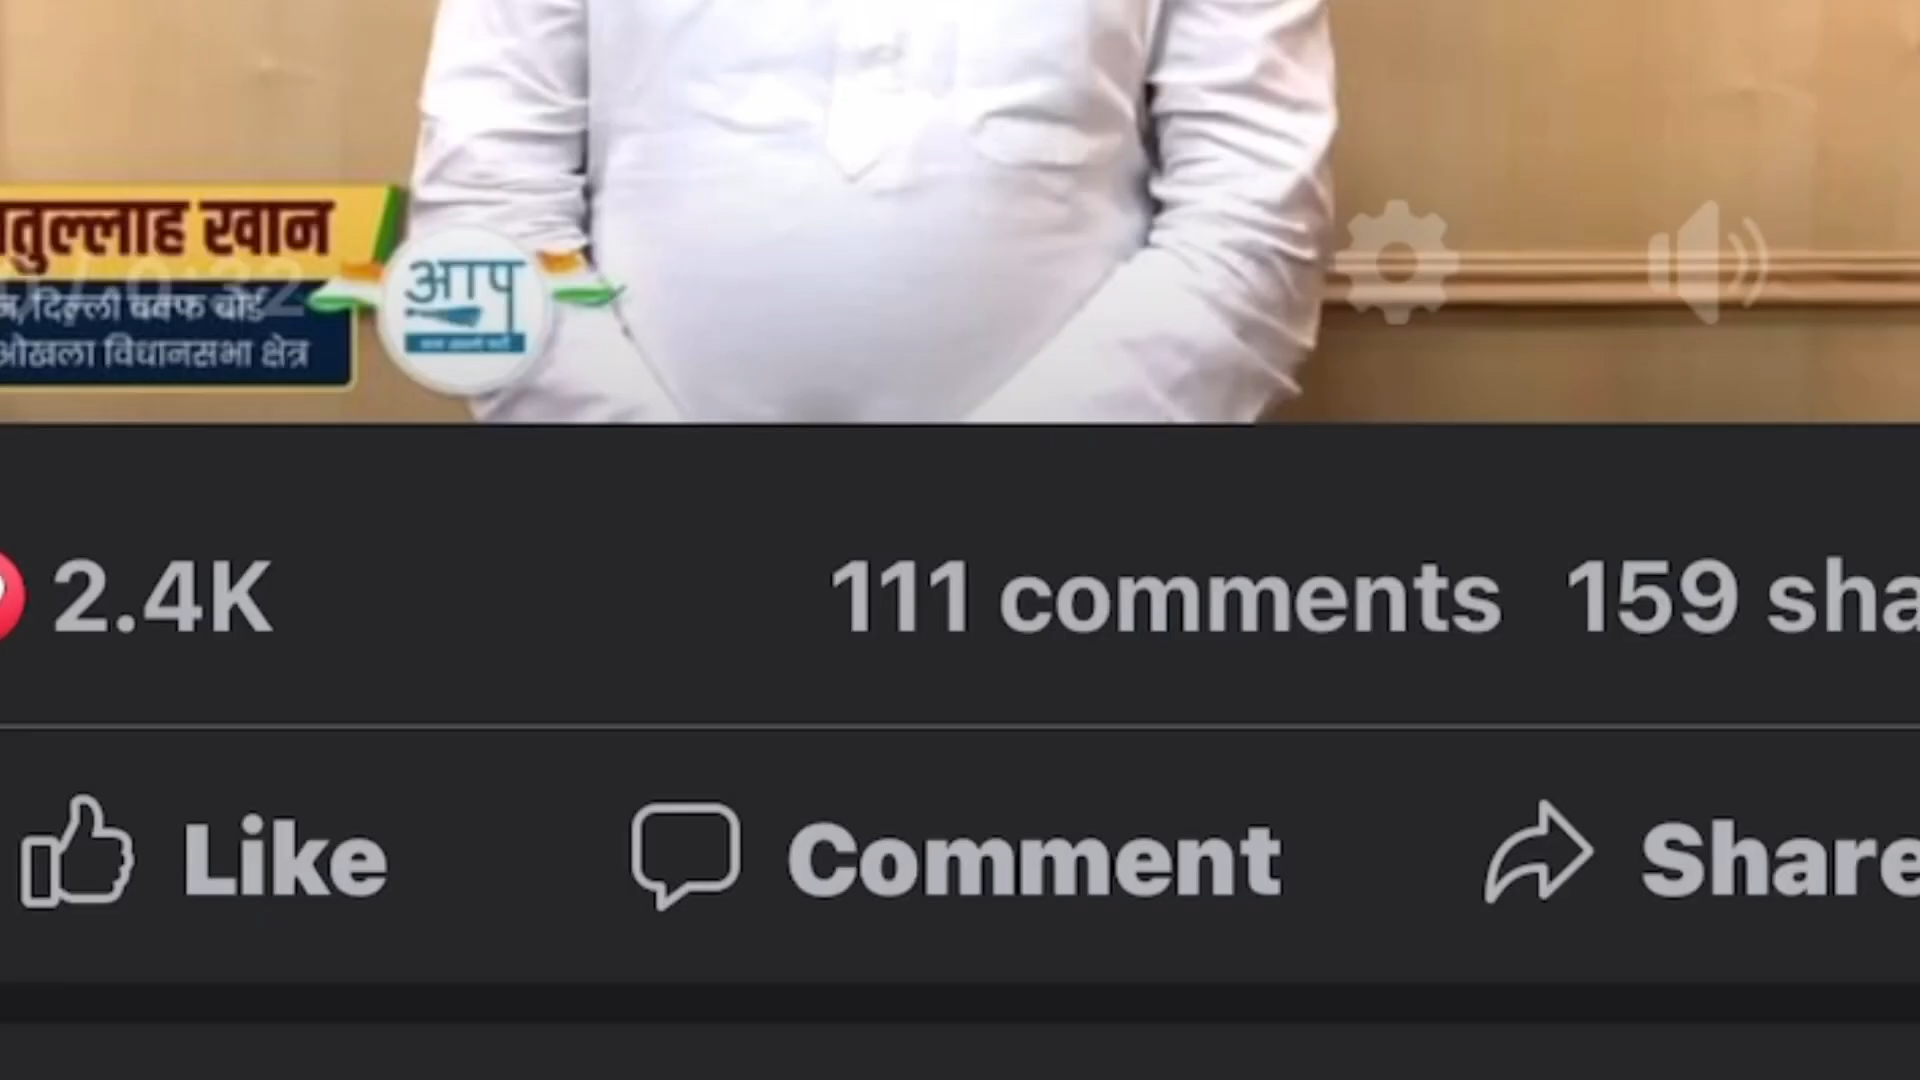 तुल्लाह खान
दिल्ली वक्फ बोर्ड
ओखला विधानसभा क्षेत्र
आप
2.4K
111 comments 159 sha
Like Comment Share